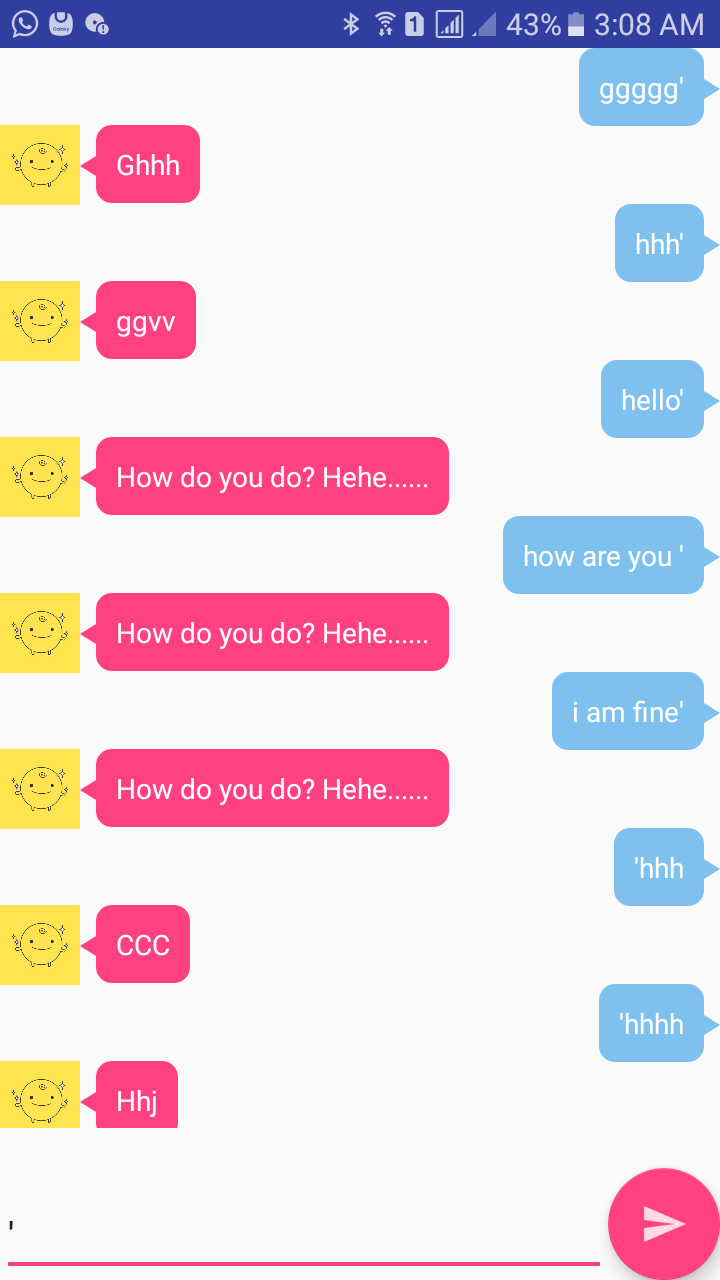 43% 3:08 AM
ggggg'
Ghhh
hhh'
ggvv
hello'
How do you do? Hehe......
how are you '
How do you do? Hehe......
i am fine'
How do you do? Hehe......
'hhh
CCC
'hhhh
Hhj
'